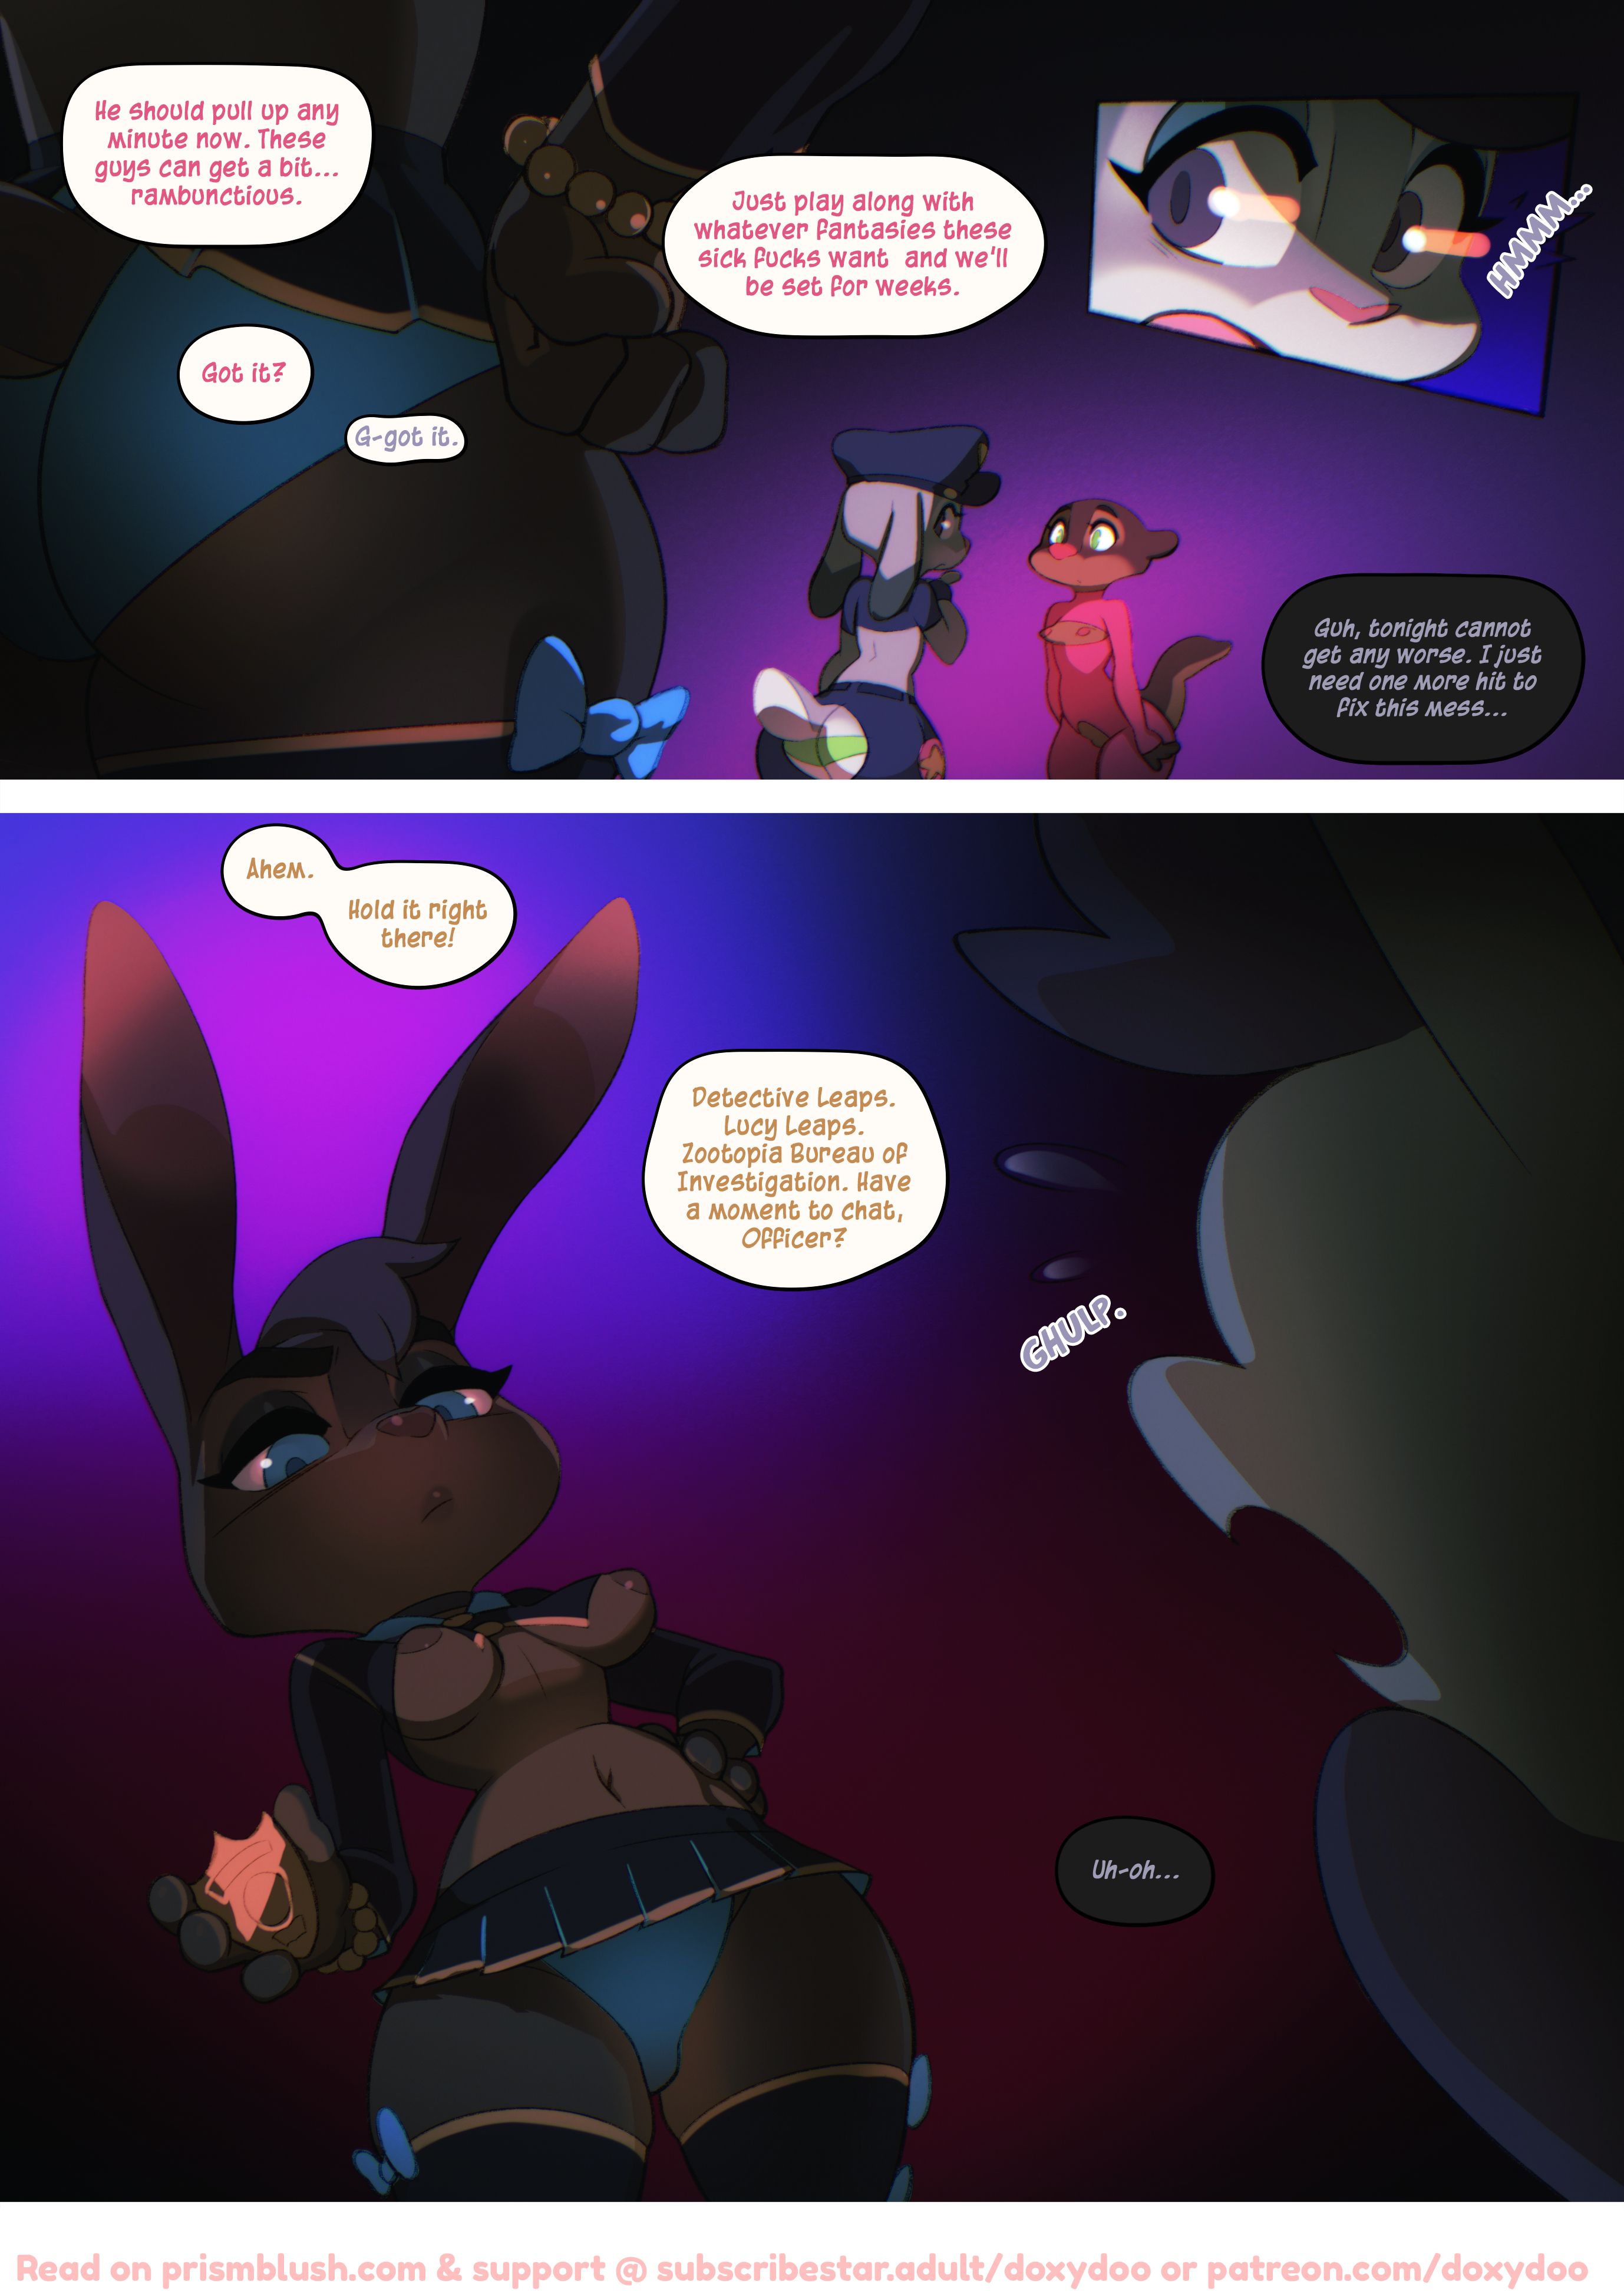 He should pull up any
minute now. These
guys can get a bit...
rambunctious.
Just play along with
whatever fantasies these
sick fucks want and we'll
be set for weeks.
HMMM...
Got it?
G-got it.
Guh, tonight cannot
get any worse. I just
need one more hit to
fix this mess...
Ahem.
Hold it right
there!
Detective Leaps.
Lucy Leaps.
Zootopia Bureau of
Investigation. Have
a moment to chat,
Officer?
GHULP.
Uh-oh...
Read on prismblush.com & support @ subscribestar.adult/doxydoo or patreon.com/doxydoo